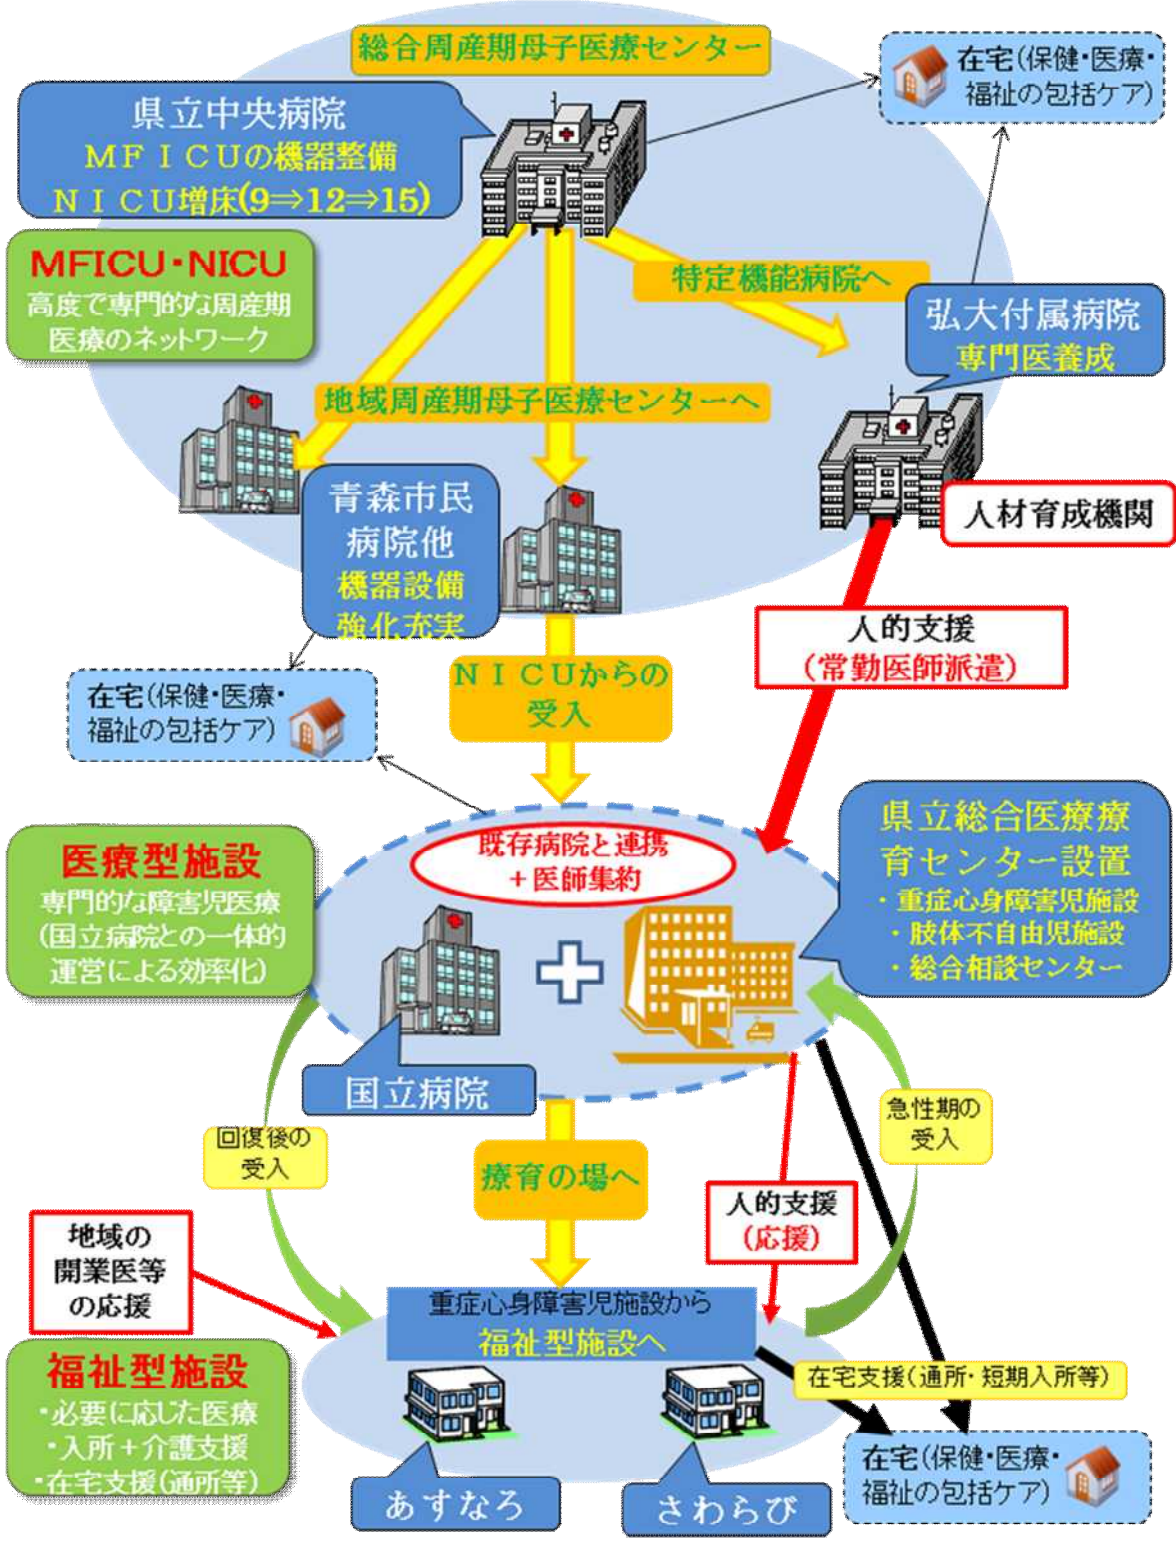 総合周産期母子医療センター
在宅(保健・医療・
福祉の包括ケア)
県立中央病院
MFICUの機器整備
NICU増床(9⇒12⇒15)
MFICU・NICU
高度で専門的な周産期
医療のネットワーク
特定機能病院へ
弘大付属病院
専門医養成
地域周産期母子医療センターへ
青森市民
病院他
機器設備
強化充実
人材育成機関
人的支援
(常勤医師派遣)
NICUからの
受入
在宅(保健・医療・
福祉の包括ケア)
既存病院と連携
+医師集約
県立総合医療療
育センター設置
・重症心身障害児施設
・肢体不自由児施設
・総合相談センター
医療型施設
専門的な障害児医療
(国立病院との一体的
運営による効率化)
国立病院
回復後の
受入
急性期の
受入
療育の場へ
人的支援
(応援)
地域の
開業医等
の応援
重症心身障害児施設から
福祉型施設へ
福祉型施設
・必要に応じた医療
・入所+介護支援
・在宅支援(通所等)
在宅支援(通所・短期入所等)
在宅(保健・医療・
福祉の包括ケア)
あすなろ
さわらび